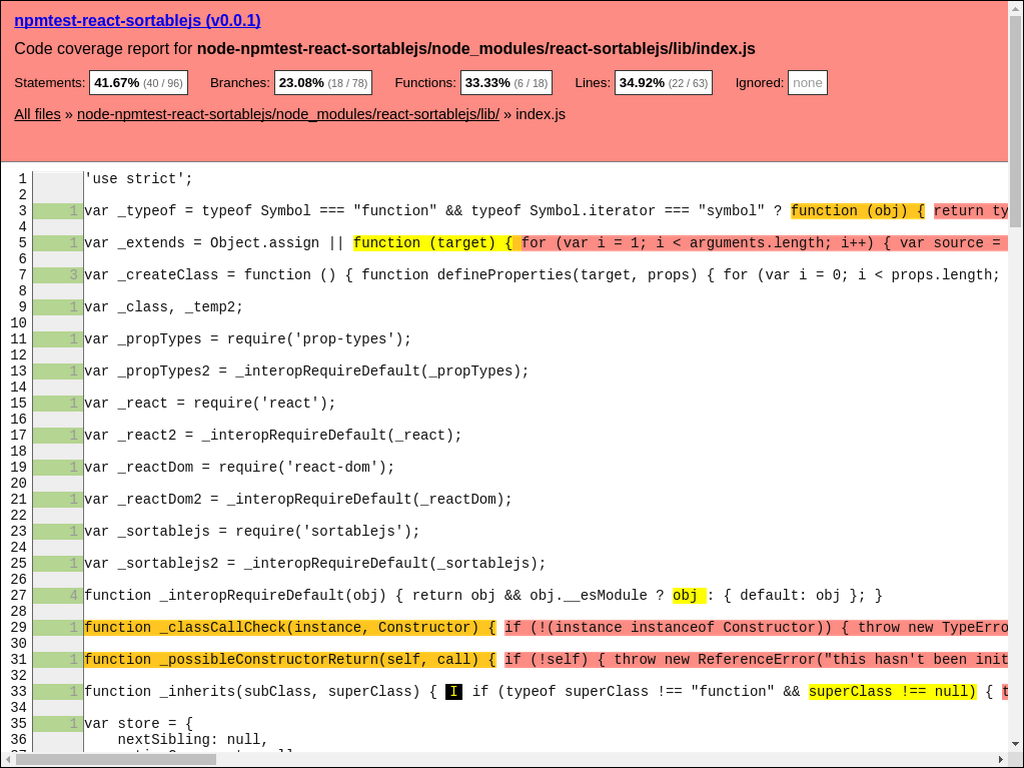 npmtest-react-sortablejs (v0.0.1)
Code coverage report for node-npmtest-react-sortablejs/node_modules/react-sortablejs/lib/index.js
Statements: 41.67% (40 / 96) Branches: 23.08% (18 / 78) Functions: 33.33% (6 / 18) Lines: 34.92% (22 / 63) Ignored: none
All files » node-npmtest-react-sortablejs/node_modules/react-sortablejs/lib/ » index.js
1 'use strict';
2
3 1 var _typeof = typeof Symbol === "function" && typeof Symbol.iterator === "symbol" ? function (obj) { return ty
4
5 1 var _extends = Object.assign || function (target) { for (var i = 1; i < arguments.length; i++) { var source =
6
7 3 var _createClass = function () { function defineProperties(target, props) { for (var i = 0; i < props.length;
8
9 1 var _class, _temp2;
10
11 1 var _propTypes = require('prop-types');
12
13 1 var _propTypes2 = _interopRequireDefault(_propTypes);
14
15 1 var _react = require('react');
16
17 1 var _react2 = _interopRequireDefault(_react);
18
19 1 var _reactDom = require('react-dom');
20
21 1 var _reactDom2 = _interopRequireDefault(_reactDom);
22
23 1 var _sortablejs = require('sortablejs');
24
25 1 var _sortablejs2 = _interopRequireDefault(_sortablejs);
26
27 4 function _interopRequireDefault(obj) { return obj && obj.__esModule ? obj : { default: obj }; }
28
29 1 function _classCallCheck(instance, Constructor) { if (!(instance instanceof Constructor)) { throw new TypeErro
30
31 1 function _possibleConstructorReturn(self, call) { if (!self) { throw new ReferenceError("this hasn't been init
32
33 1 function _inherits(subClass, superClass) { I if (typeof superClass !== "function" && superClass !== null) { t
34
35 1 var store = {
36 nextSibling: null,